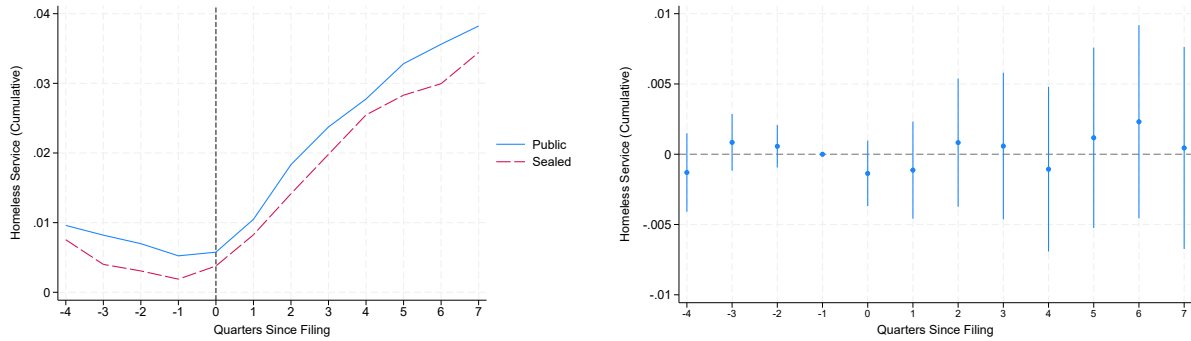 Homeless Service (Cumulative)
.04
.03
.02
.01
0
-4 -3 -2 -1 0 1 2 3 4 5 6 7
Quarters Since Filing
Public
Sealed
Homeless Service (Cumulative)
.01
.005
0
-.005
-.01
-4 -3 -2 -1 0 1 2 3 4 5 6 7
Quarters Since Filing